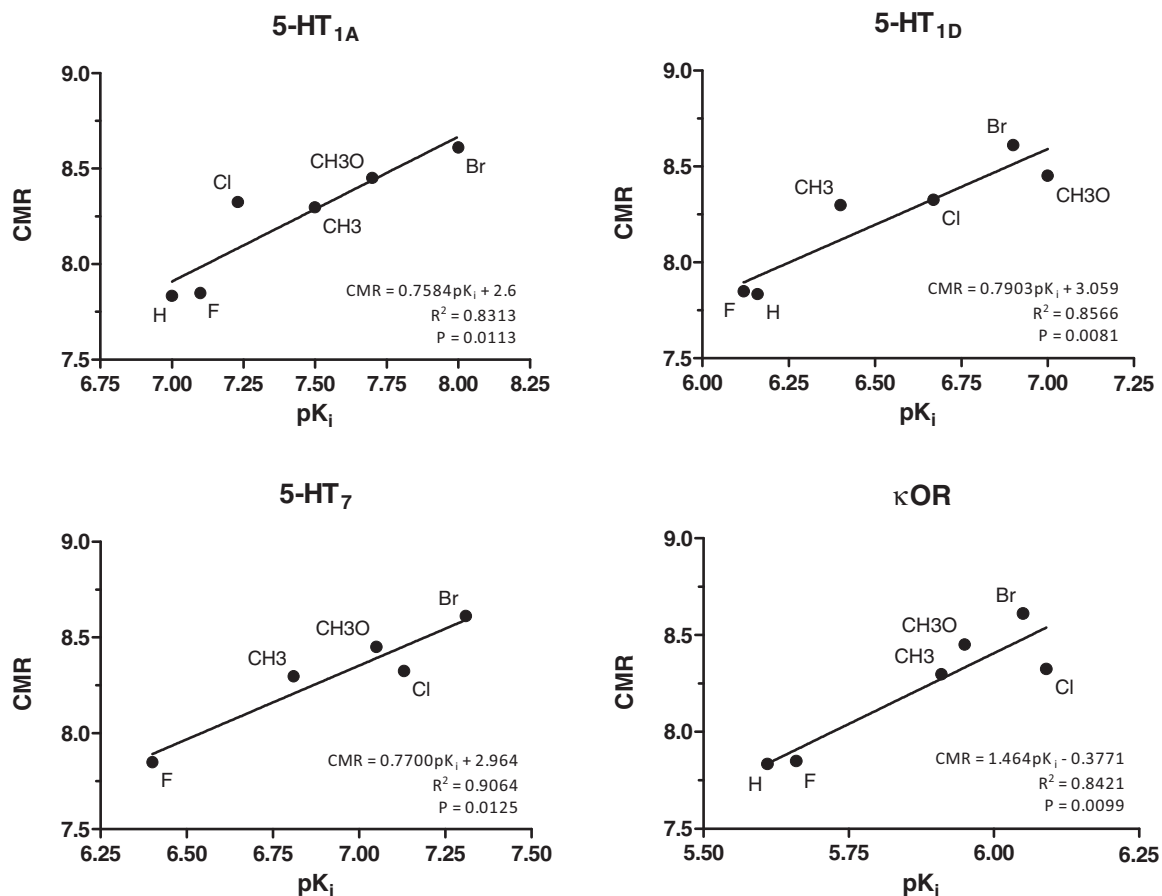 5-HT1A
CMR
9.0
8.5
8.0
7.5
Cl
CH3O
Br
CH3
H
F
CMR = 0.7584pKi + 2.6
R2 = 0.8313
P = 0.0113
6.75 7.00 7.25 7.50 7.75 8.00 8.25
pKi
5-HT1D
CMR
9.0
8.5
8.0
7.5
Br
CH3
CH3O
Cl
F
H
CMR = 0.7903pKi + 3.059
R2 = 0.8566
P = 0.0081
6.00 6.25 6.50 6.75 7.00 7.25
pKi
5-HT7
CMR
9.0
8.5
8.0
7.5
Br
CH3O
CH3
Cl
F
CMR = 0.7700pKi + 2.964
R2 = 0.9064
P = 0.0125
6.25 6.50 6.75 7.00 7.25 7.50
pKi
κOR
CMR
9.0
8.5
8.0
7.5
Br
CH3O
CH3
Cl
H
F
CMR = 1.464pKi - 0.3771
R2 = 0.8421
P = 0.0099
5.50 5.75 6.00 6.25
pKi